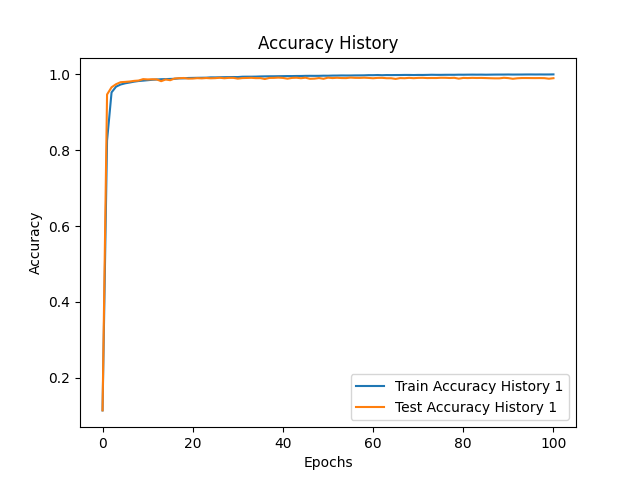 Accuracy History
1.0
0.8
0.6
0.4
0.2
Accuracy
Train Accuracy History 1
Test Accuracy History 1
0 20 40 60 80 100
Epochs